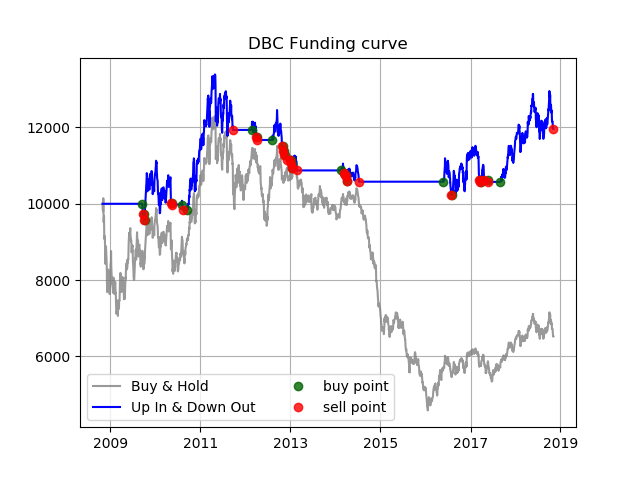 DBC Funding curve
12000
10000
8000
6000
Buy & Hold
Up In & Down Out
buy point
sell point
2009
2011
2013
2015
2017
2019